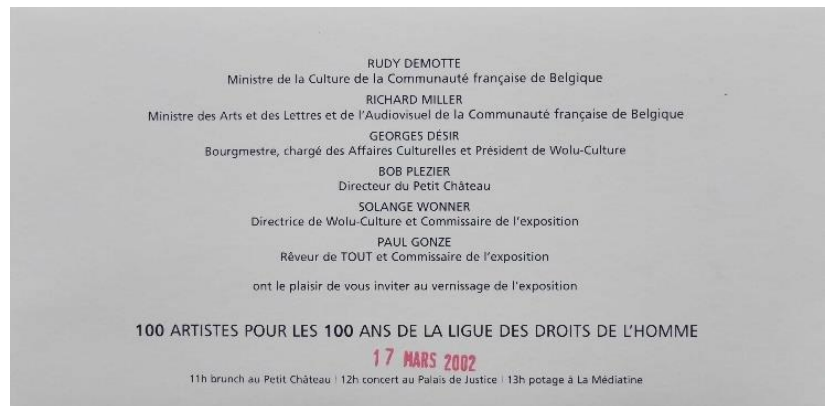 RUDY DEMOTTE
Ministre de la Culture de la Communauté française de Belgique
RICHARD MILLER
Ministre des Arts et des Lettres et de l'Audiovisuel de la Communauté française de Belgique
GEORGES DÉSIR
Bourgmestre, chargé des Affaires Culturelles et Président de Wolu-Culture
BOB PLEZIER
Directeur du Petit Château
SOLANGE WONNER
Directrice de Wolu-Culture et Commissaire de l'exposition
PAUL GONZE
Rêveur de TOUT et Commissaire de l'exposition
ont le plaisir de vous inviter au vernissage de l'exposition
100 ARTISTES POUR LES 100 ANS DE LA LIGUE DES DROITS DE L'HOMME
17 MARS 2002
11h brunch au Petit Château | 12h concert au Palais de Justice | 13h potage à La Médiatine